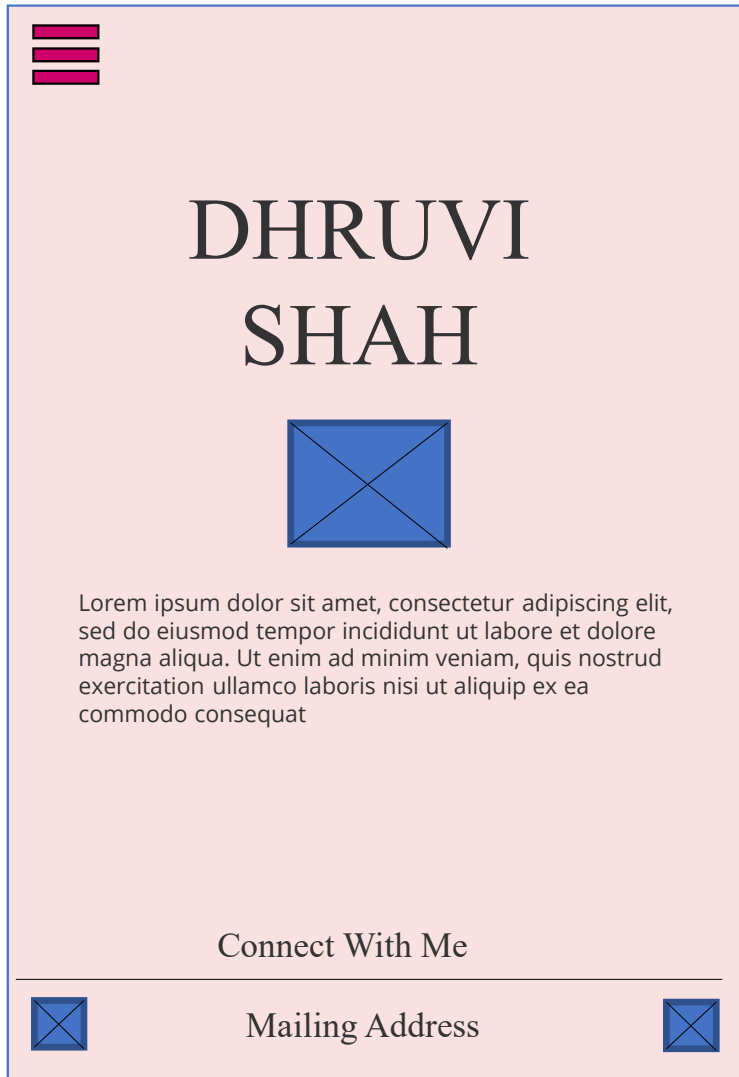 DHRUVI
SHAH
Lorem ipsum dolor sit amet, consectetur adipiscing elit,
sed do eiusmod tempor incididunt ut labore et dolore
magna aliqua. Ut enim ad minim veniam, quis nostrud
exercitation ullamco laboris nisi ut aliquip ex ea
commodo consequat
Connect With Me
Mailing Address